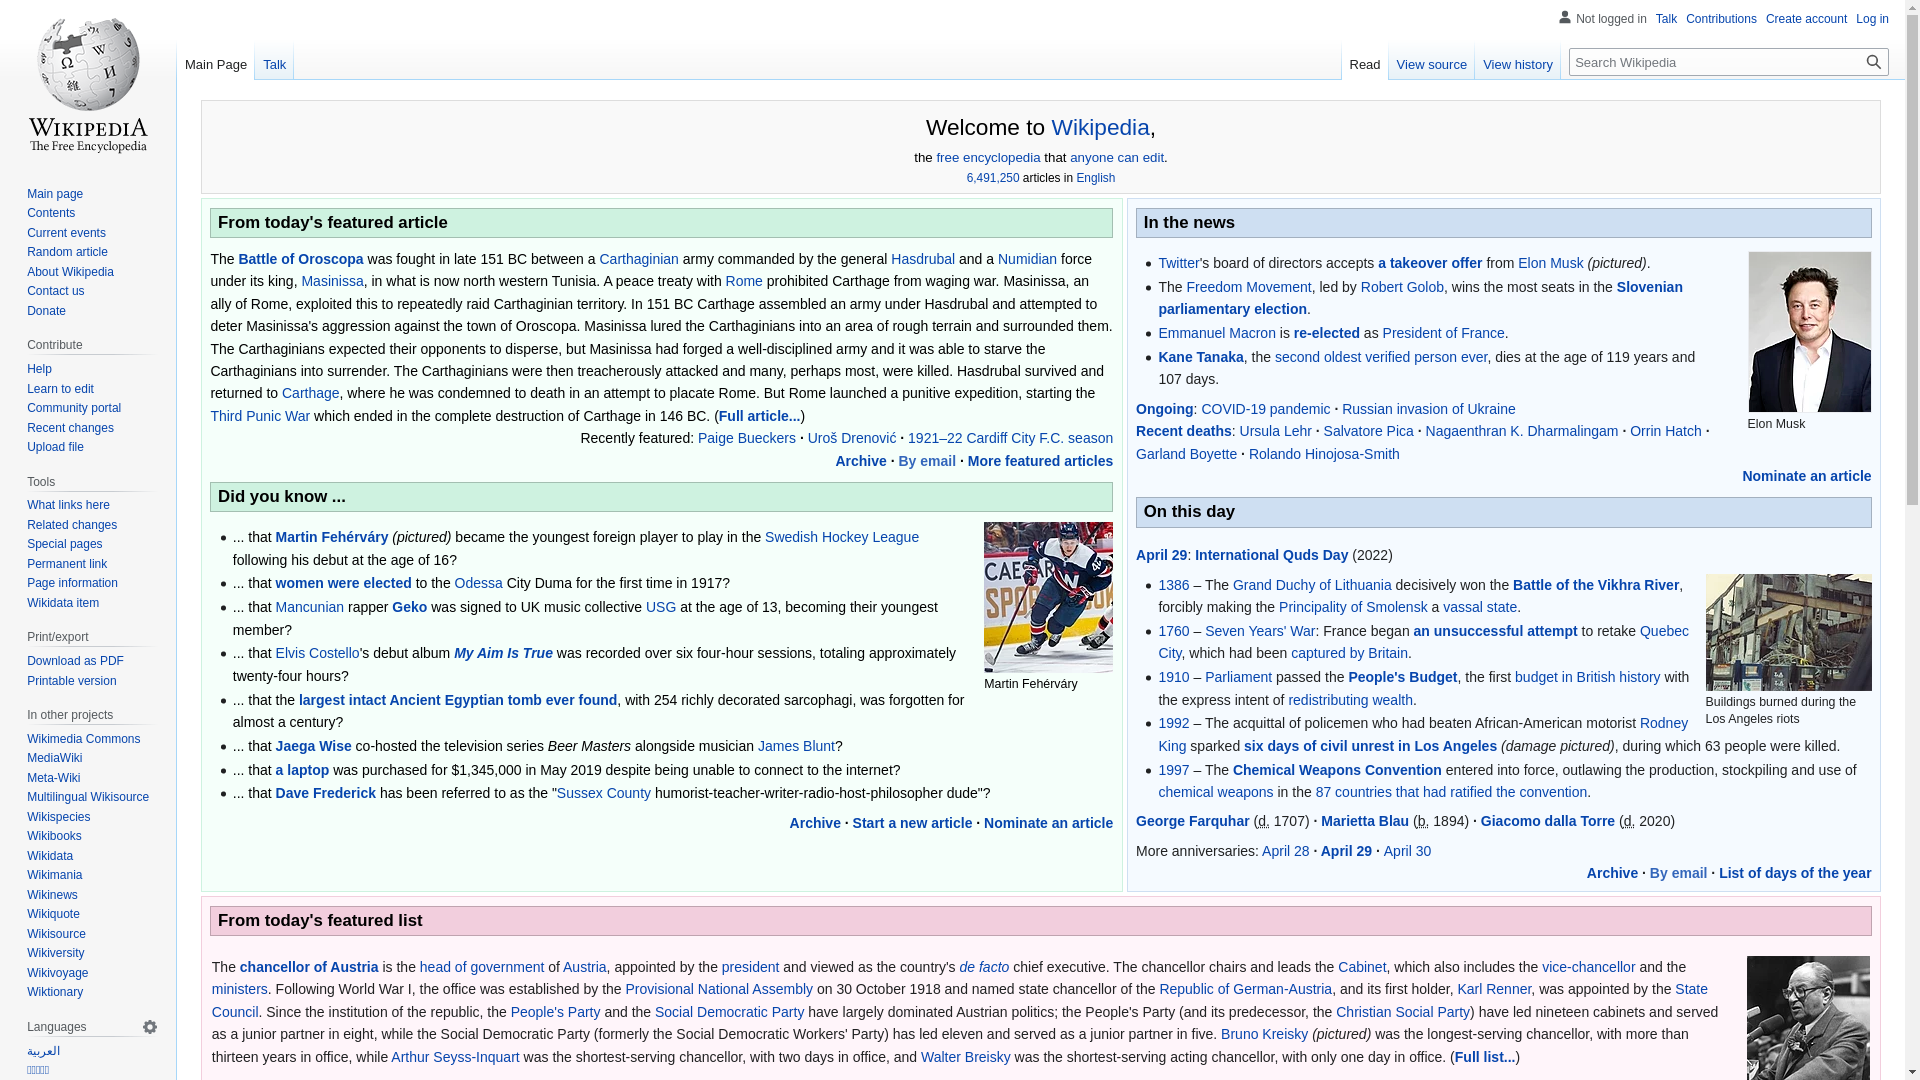 Not logged in Talk Contributions Create account Log in
Main Page Talk Read View source View history Search Wikipedia
WIKIPEDIA
The Free Encyclopedia
Main page
Contents
Current events
Random article
About Wikipedia
Contact us
Donate
Contribute
Help
Learn to edit
Community portal
Recent changes
Upload file
Tools
What links here
Related changes
Special pages
Permanent link
Page information
Wikidata item
Print/export
Download as PDF
Printable version
In other projects
Wikimedia Commons
MediaWiki
Meta-Wiki
Multilingual Wikisource
Wikispecies
Wikibooks
Wikidata
Wikimania
Wikinews
Wikiquote
Wikisource
Wikiversity
Wikivoyage
Wiktionary
Languages
العربية
Welcome to Wikipedia,
the free encyclopedia that anyone can edit.
6,491,250 articles in English
From today's featured article
The Battle of Oroscopa was fought in late 151 BC between a Carthaginian army commanded by the general Hasdrubal and a Numidian force
under its king, Masinissa, in what is now north western Tunisia. A peace treaty with Rome prohibited Carthage from waging war. Masinissa, an
ally of Rome, exploited this to repeatedly raid Carthaginian territory. In 151 BC Carthage assembled an army under Hasdrubal and attempted to
deter Masinissa's aggression against the town of Oroscopa. Masinissa lured the Carthaginians into an area of rough terrain and surrounded them.
The Carthaginians expected their opponents to disperse, but Masinissa had forged a well-disciplined army and it was able to starve the
Carthaginians into surrender. The Carthaginians were then treacherously attacked and many, perhaps most, were killed. Hasdrubal survived and
returned to Carthage, where he was condemned to death in an attempt to placate Rome. But Rome launched a punitive expedition, starting the
Third Punic War which ended in the complete destruction of Carthage in 146 BC. (Full article...)
Recently featured: Paige Bueckers · Uroš Drenović · 1921–22 Cardiff City F.C. season
Archive · By email · More featured articles
Did you know ...
... that Martin Fehérváry (pictured) became the youngest foreign player to play in the Swedish Hockey League
following his debut at the age of 16?
... that women were elected to the Odessa City Duma for the first time in 1917?
... that Mancunian rapper Geko was signed to UK music collective USG at the age of 13, becoming their youngest
member?
... that Elvis Costello's debut album My Aim Is True was recorded over six four-hour sessions, totaling approximately
twenty-four hours?
... that the largest intact Ancient Egyptian tomb ever found, with 254 richly decorated sarcophagi, was forgotten for
almost a century?
... that Jaega Wise co-hosted the television series Beer Masters alongside musician James Blunt?
... that a laptop was purchased for $1,345,000 in May 2019 despite being unable to connect to the internet?
... that Dave Frederick has been referred to as the "Sussex County humorist-teacher-writer-radio-host-philosopher dude"?
Martin Fehérváry
Archive · Start a new article · Nominate an article
In the news
Twitter's board of directors accepts a takeover offer from Elon Musk (pictured).
The Freedom Movement, led by Robert Golob, wins the most seats in the Slovenian
parliamentary election.
Emmanuel Macron is re-elected as President of France.
Kane Tanaka, the second oldest verified person ever, dies at the age of 119 years and
107 days.
Elon Musk
Ongoing: COVID-19 pandemic · Russian invasion of Ukraine
Recent deaths: Ursula Lehr · Salvatore Pica · Nagaenthran K. Dharmalingam · Orrin Hatch ·
Garland Boyette · Rolando Hinojosa-Smith
Nominate an article
On this day
April 29: International Quds Day (2022)
1386 – The Grand Duchy of Lithuania decisively won the Battle of the Vikhra River,
forcibly making the Principality of Smolensk a vassal state.
1760 – Seven Years' War: France began an unsuccessful attempt to retake Quebec
City, which had been captured by Britain.
1910 – Parliament passed the People's Budget, the first budget in British history with
the express intent of redistributing wealth.
1992 – The acquittal of policemen who had beaten African-American motorist Rodney
King sparked six days of civil unrest in Los Angeles (damage pictured), during which 63 people were killed.
1997 – The Chemical Weapons Convention entered into force, outlawing the production, stockpiling and use of
chemical weapons in the 87 countries that had ratified the convention.
Buildings burned during the
Los Angeles riots
George Farquhar (d. 1707) · Marietta Blau (b. 1894) · Giacomo dalla Torre (d. 2020)
More anniversaries: April 28 · April 29 · April 30
Archive · By email · List of days of the year
From today's featured list
The chancellor of Austria is the head of government of Austria, appointed by the president and viewed as the country's de facto chief executive. The chancellor chairs and leads the Cabinet, which also includes the vice-chancellor and the
ministers. Following World War I, the office was established by the Provisional National Assembly on 30 October 1918 and named state chancellor of the Republic of German-Austria, and its first holder, Karl Renner, was appointed by the State
Council. Since the institution of the republic, the People's Party and the Social Democratic Party have largely dominated Austrian politics; the People's Party (and its predecessor, the Christian Social Party) have led nineteen cabinets and served
as a junior partner in eight, while the Social Democratic Party (formerly the Social Democratic Workers' Party) has led eleven and served as a junior partner in five. Bruno Kreisky (pictured) was the longest-serving chancellor, with more than
thirteen years in office, while Arthur Seyss-Inquart was the shortest-serving chancellor, with two days in office, and Walter Breisky was the shortest-serving acting chancellor, with only one day in office. (Full list...)